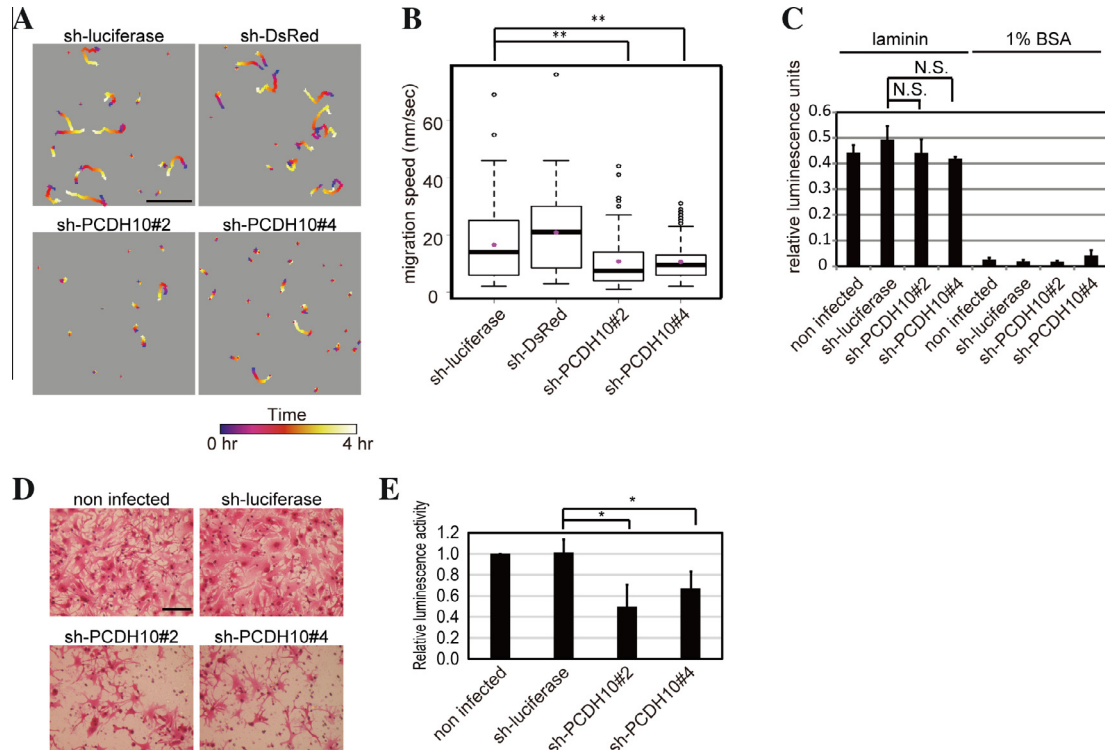 A
sh-luciferase
sh-DsRed
sh-PCDH10#2
sh-PCDH10#4
Time
0 hr
4 hr
B
**
**
migration speed (nm/sec)
60
40
20
0
sh-luciferase
sh-DsRed
sh-PCDH10#2
sh-PCDH10#4
C
laminin
1% BSA
N.S.
N.S.
relative luminescence units
0.6
0.5
0.4
0.3
0.2
0.1
0
non infected
sh-luciferase
sh-PCDH10#2
sh-PCDH10#4
non infected
sh-luciferase
sh-PCDH10#2
sh-PCDH10#4
D
non infected
sh-luciferase
sh-PCDH10#2
sh-PCDH10#4
E
*
*
Relative luminescence activity
1.2
1.0
0.8
0.6
0.4
0.2
0.0
non infected
sh-luciferase
sh-PCDH10#2
sh-PCDH10#4